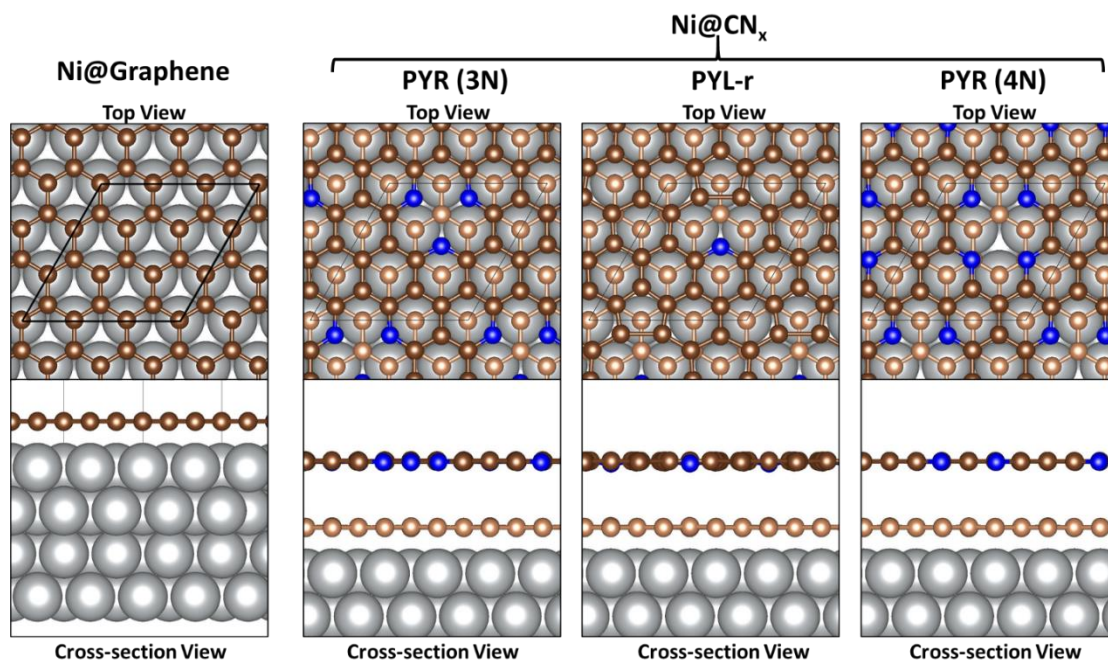 Ni@CNx
Ni@Graphene
PYR (3N)
PYL-r
PYR (4N)
Top View
Top View
Top View
Top View
Cross-section View
Cross-section View
Cross-section View
Cross-section View